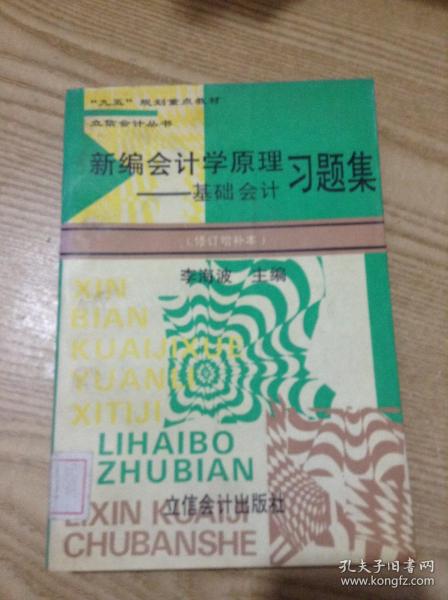 “九五”规划重点教材
立信会计丛书
新编会计学原理
——基础会计
习题集
（修订增补本）
李海波 主编
XIN
BIAN
KUAIJIXUE
YUANLI
XITIJI
LIHAIBO
ZHUBIAN
立信会计出版社
LIXIN KUAIJI
CHUBANSHE
孔夫子旧书网
www.kongfz.com